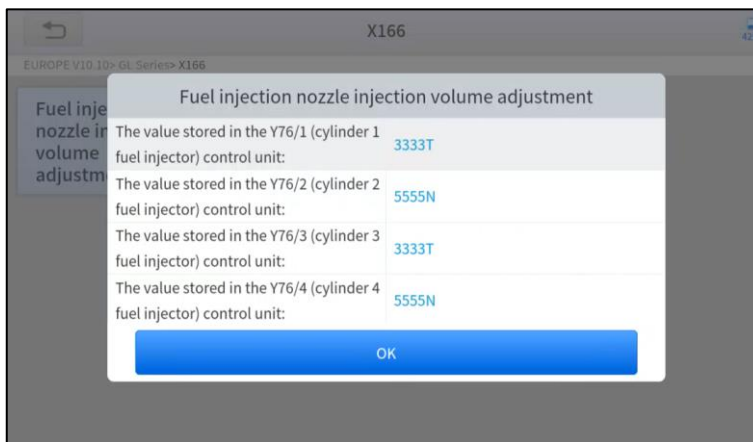 X166
42
EUROPE V10.10> GL Series> X166
Fuel inje
nozzle in
volume
adjustm
Fuel injection nozzle injection volume adjustment
The value stored in the Y76/1 (cylinder 1
fuel injector) control unit:
3333T
The value stored in the Y76/2 (cylinder 2
fuel injector) control unit:
5555N
The value stored in the Y76/3 (cylinder 3
fuel injector) control unit:
3333T
The value stored in the Y76/4 (cylinder 4
fuel injector) control unit:
5555N
OK